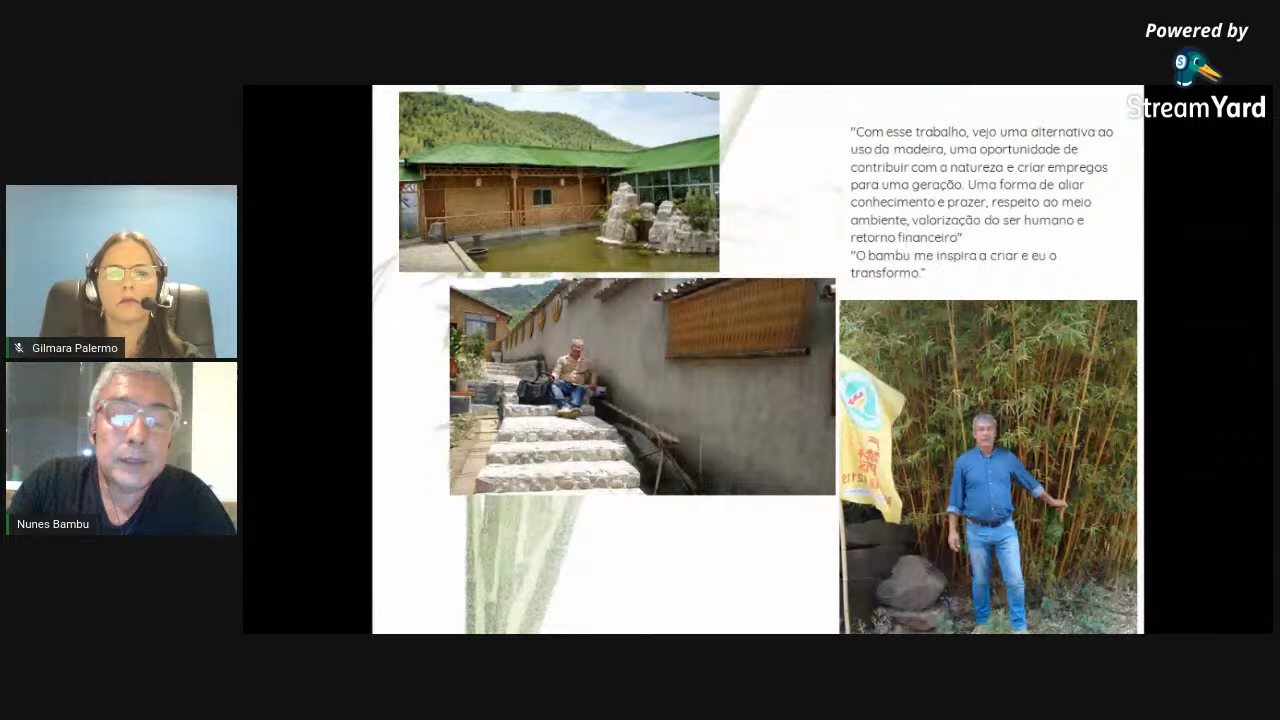 Powered by
StreamYard
"Com esse trabalho, vejo uma alternativa ao
uso da madeira, uma oportunidade de
contribuir com a natureza e criar empregos
para uma geração. Uma forma de aliar
conhecimento e prazer, respeito ao meio
ambiente, valorização do ser humano e
retorno financeiro"
"O bambu me inspira a criar e eu o
transformo."
Gilmara Palermo
Nunes Bambu